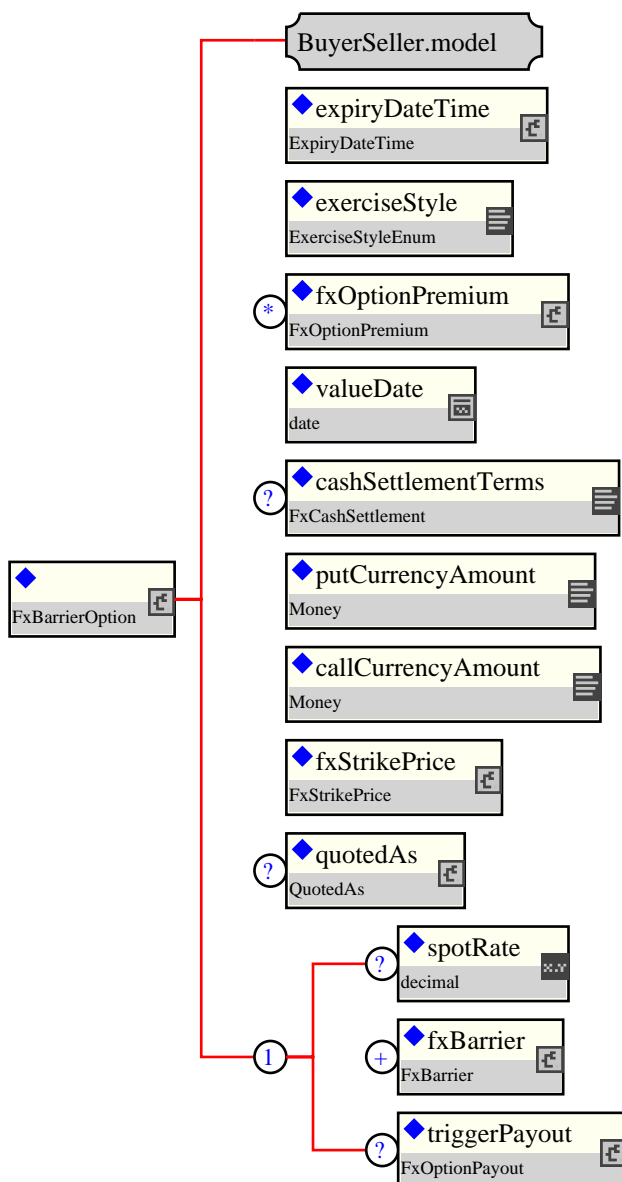 BuyerSeller.model
expiryDateTime
ExpiryDateTime
exerciseStyle
ExerciseStyleEnum
*
fxOptionPremium
FxOptionPremium
valueDate
date
?
cashSettlementTerms
FxCashSettlement
FxBarrierOption
putCurrencyAmount
Money
callCurrencyAmount
Money
fxStrikePrice
FxStrikePrice
?
quotedAs
QuotedAs
?
spotRate
decimal
X.Y
1
+
fxBarrier
FxBarrier
?
triggerPayout
FxOptionPayout